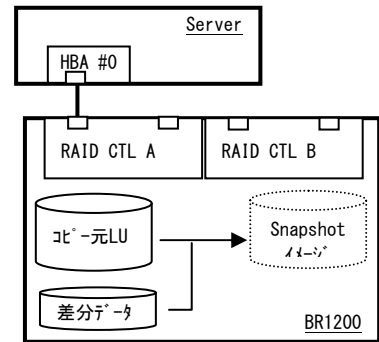 Server
HBA #0
RAID CTL A
RAID CTL B
ｺﾋﾟｰ元LU
Snapshot
ｲﾒｰｼﾞ
差分ﾃﾞｰﾀ
BR1200